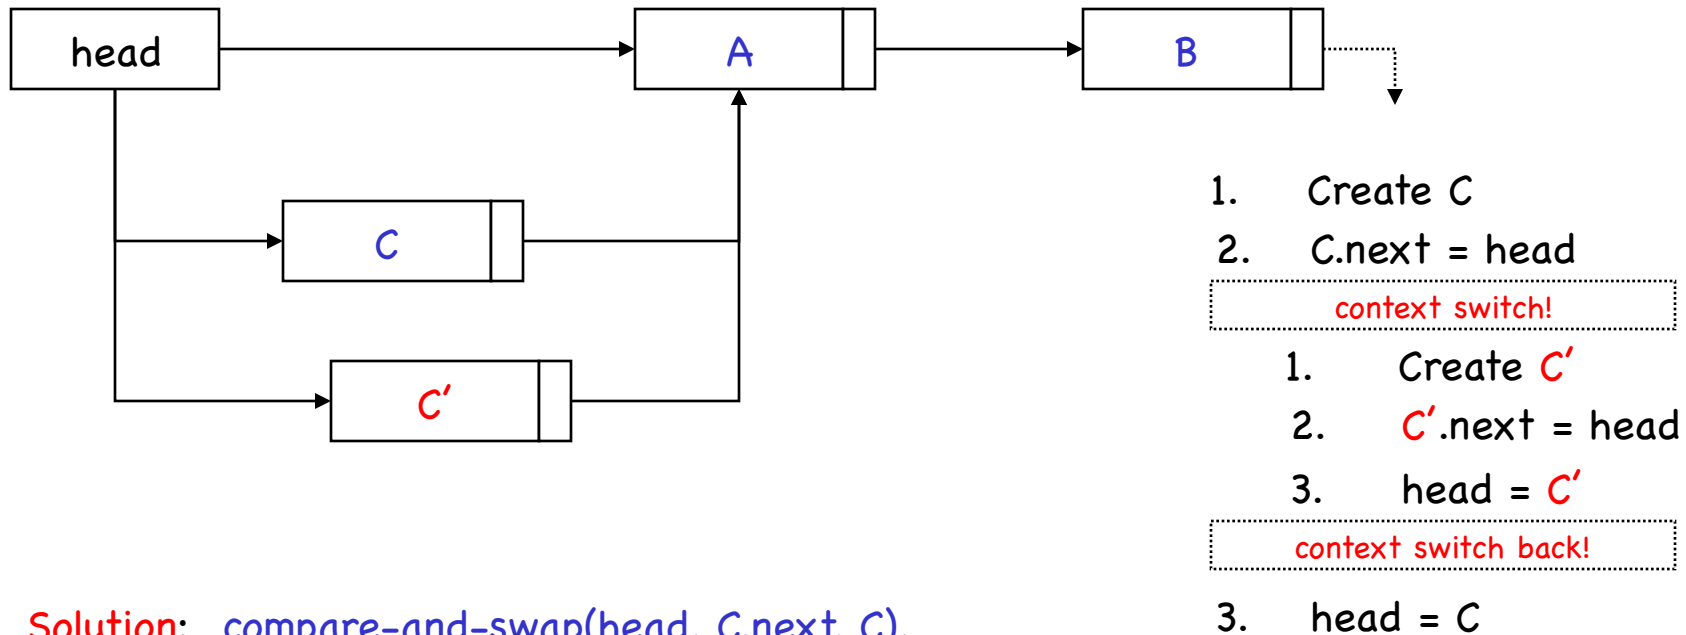 head
A
B
C
C′
1. Create C
2. C.next = head
context switch!
1. Create C′
2. C′.next = head
3. head = C′
context switch back!
3. head = C
Solution: compare-and-swap(head, C.next, C),